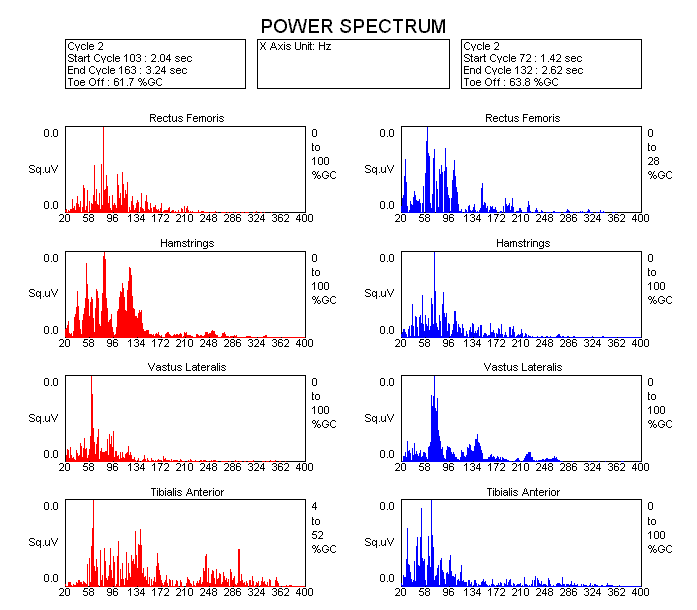 POWER SPECTRUM
Cycle 2
Start Cycle 103 : 2.04 sec
End Cycle 163 : 3.24 sec
Toe Off : 61.7 %GC
X Axis Unit: Hz
Cycle 2
Start Cycle 72 : 1.42 sec
End Cycle 132 : 2.62 sec
Toe Off : 63.8 %GC
Rectus Femoris
0.0
Sq.uV
0.0
20 58 96 134 172 210 248 286 324 362 400
0
to
100
%GC
Rectus Femoris
0.0
Sq.uV
0.0
20 58 96 134 172 210 248 286 324 362 400
0
to
28
%GC
Hamstrings
0.0
Sq.uV
0.0
20 58 96 134 172 210 248 286 324 362 400
0
to
100
%GC
Hamstrings
0.0
Sq.uV
0.0
20 58 96 134 172 210 248 286 324 362 400
0
to
100
%GC
Vastus Lateralis
0.0
Sq.uV
0.0
20 58 96 134 172 210 248 286 324 362 400
0
to
100
%GC
Vastus Lateralis
0.0
Sq.uV
0.0
20 58 96 134 172 210 248 286 324 362 400
0
to
100
%GC
Tibialis Anterior
0.0
Sq.uV
0.0
20 58 96 134 172 210 248 286 324 362 400
4
to
52
%GC
Tibialis Anterior
0.0
Sq.uV
0.0
20 58 96 134 172 210 248 286 324 362 400
0
to
100
%GC